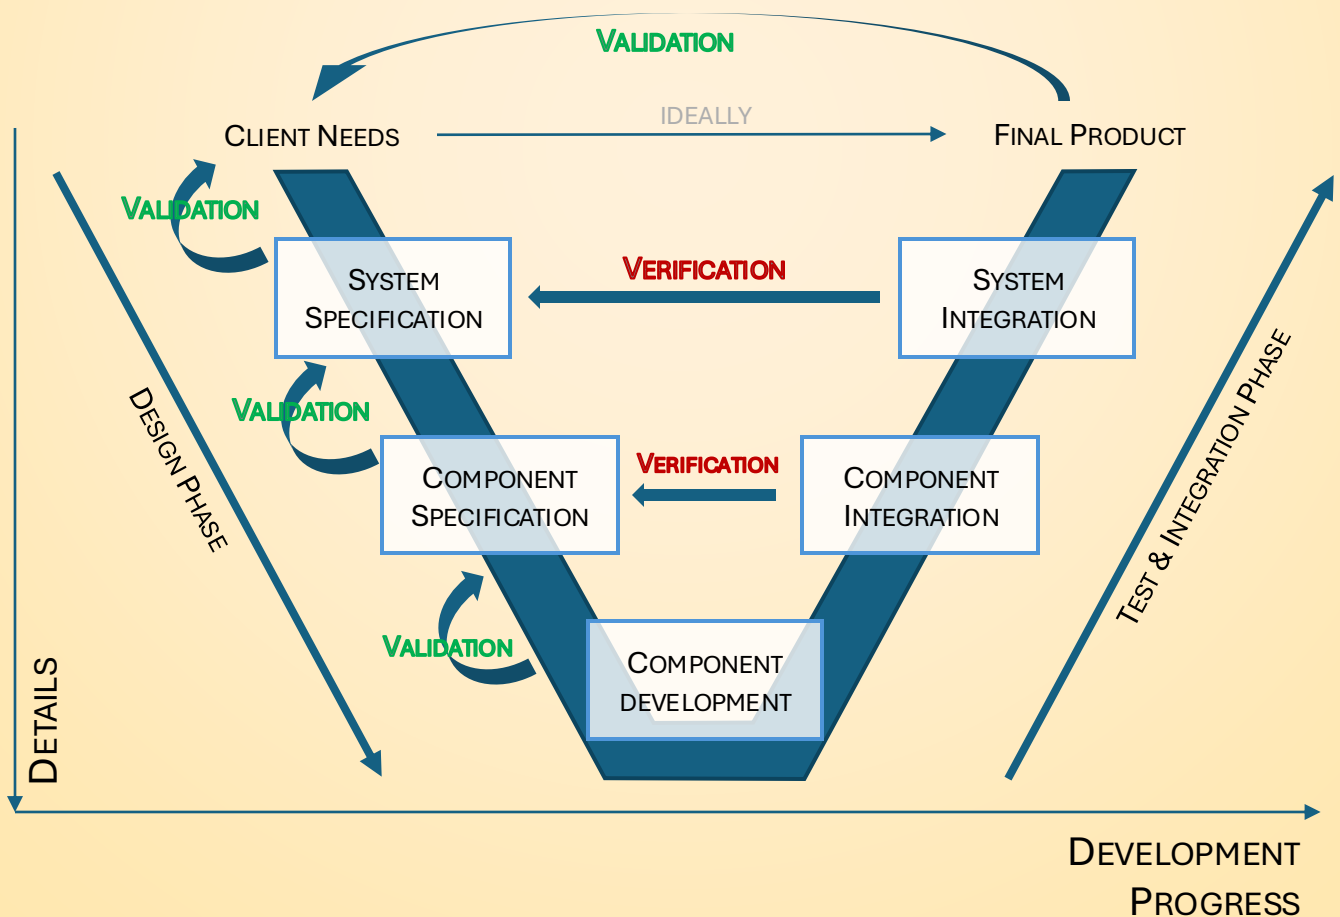 VALIDATION
IDEALLY
CLIENT NEEDS
FINAL PRODUCT
VALIDATION
SYSTEM
SPECIFICATION
VERIFICATION
SYSTEM
INTEGRATION
VALIDATION
DESIGN PHASE
COMPONENT
SPECIFICATION
VERIFICATION
COMPONENT
INTEGRATION
TEST & INTEGRATION PHASE
VALIDATION
COMPONENT
DEVELOPMENT
DETAILS
DEVELOPMENT
PROGRESS